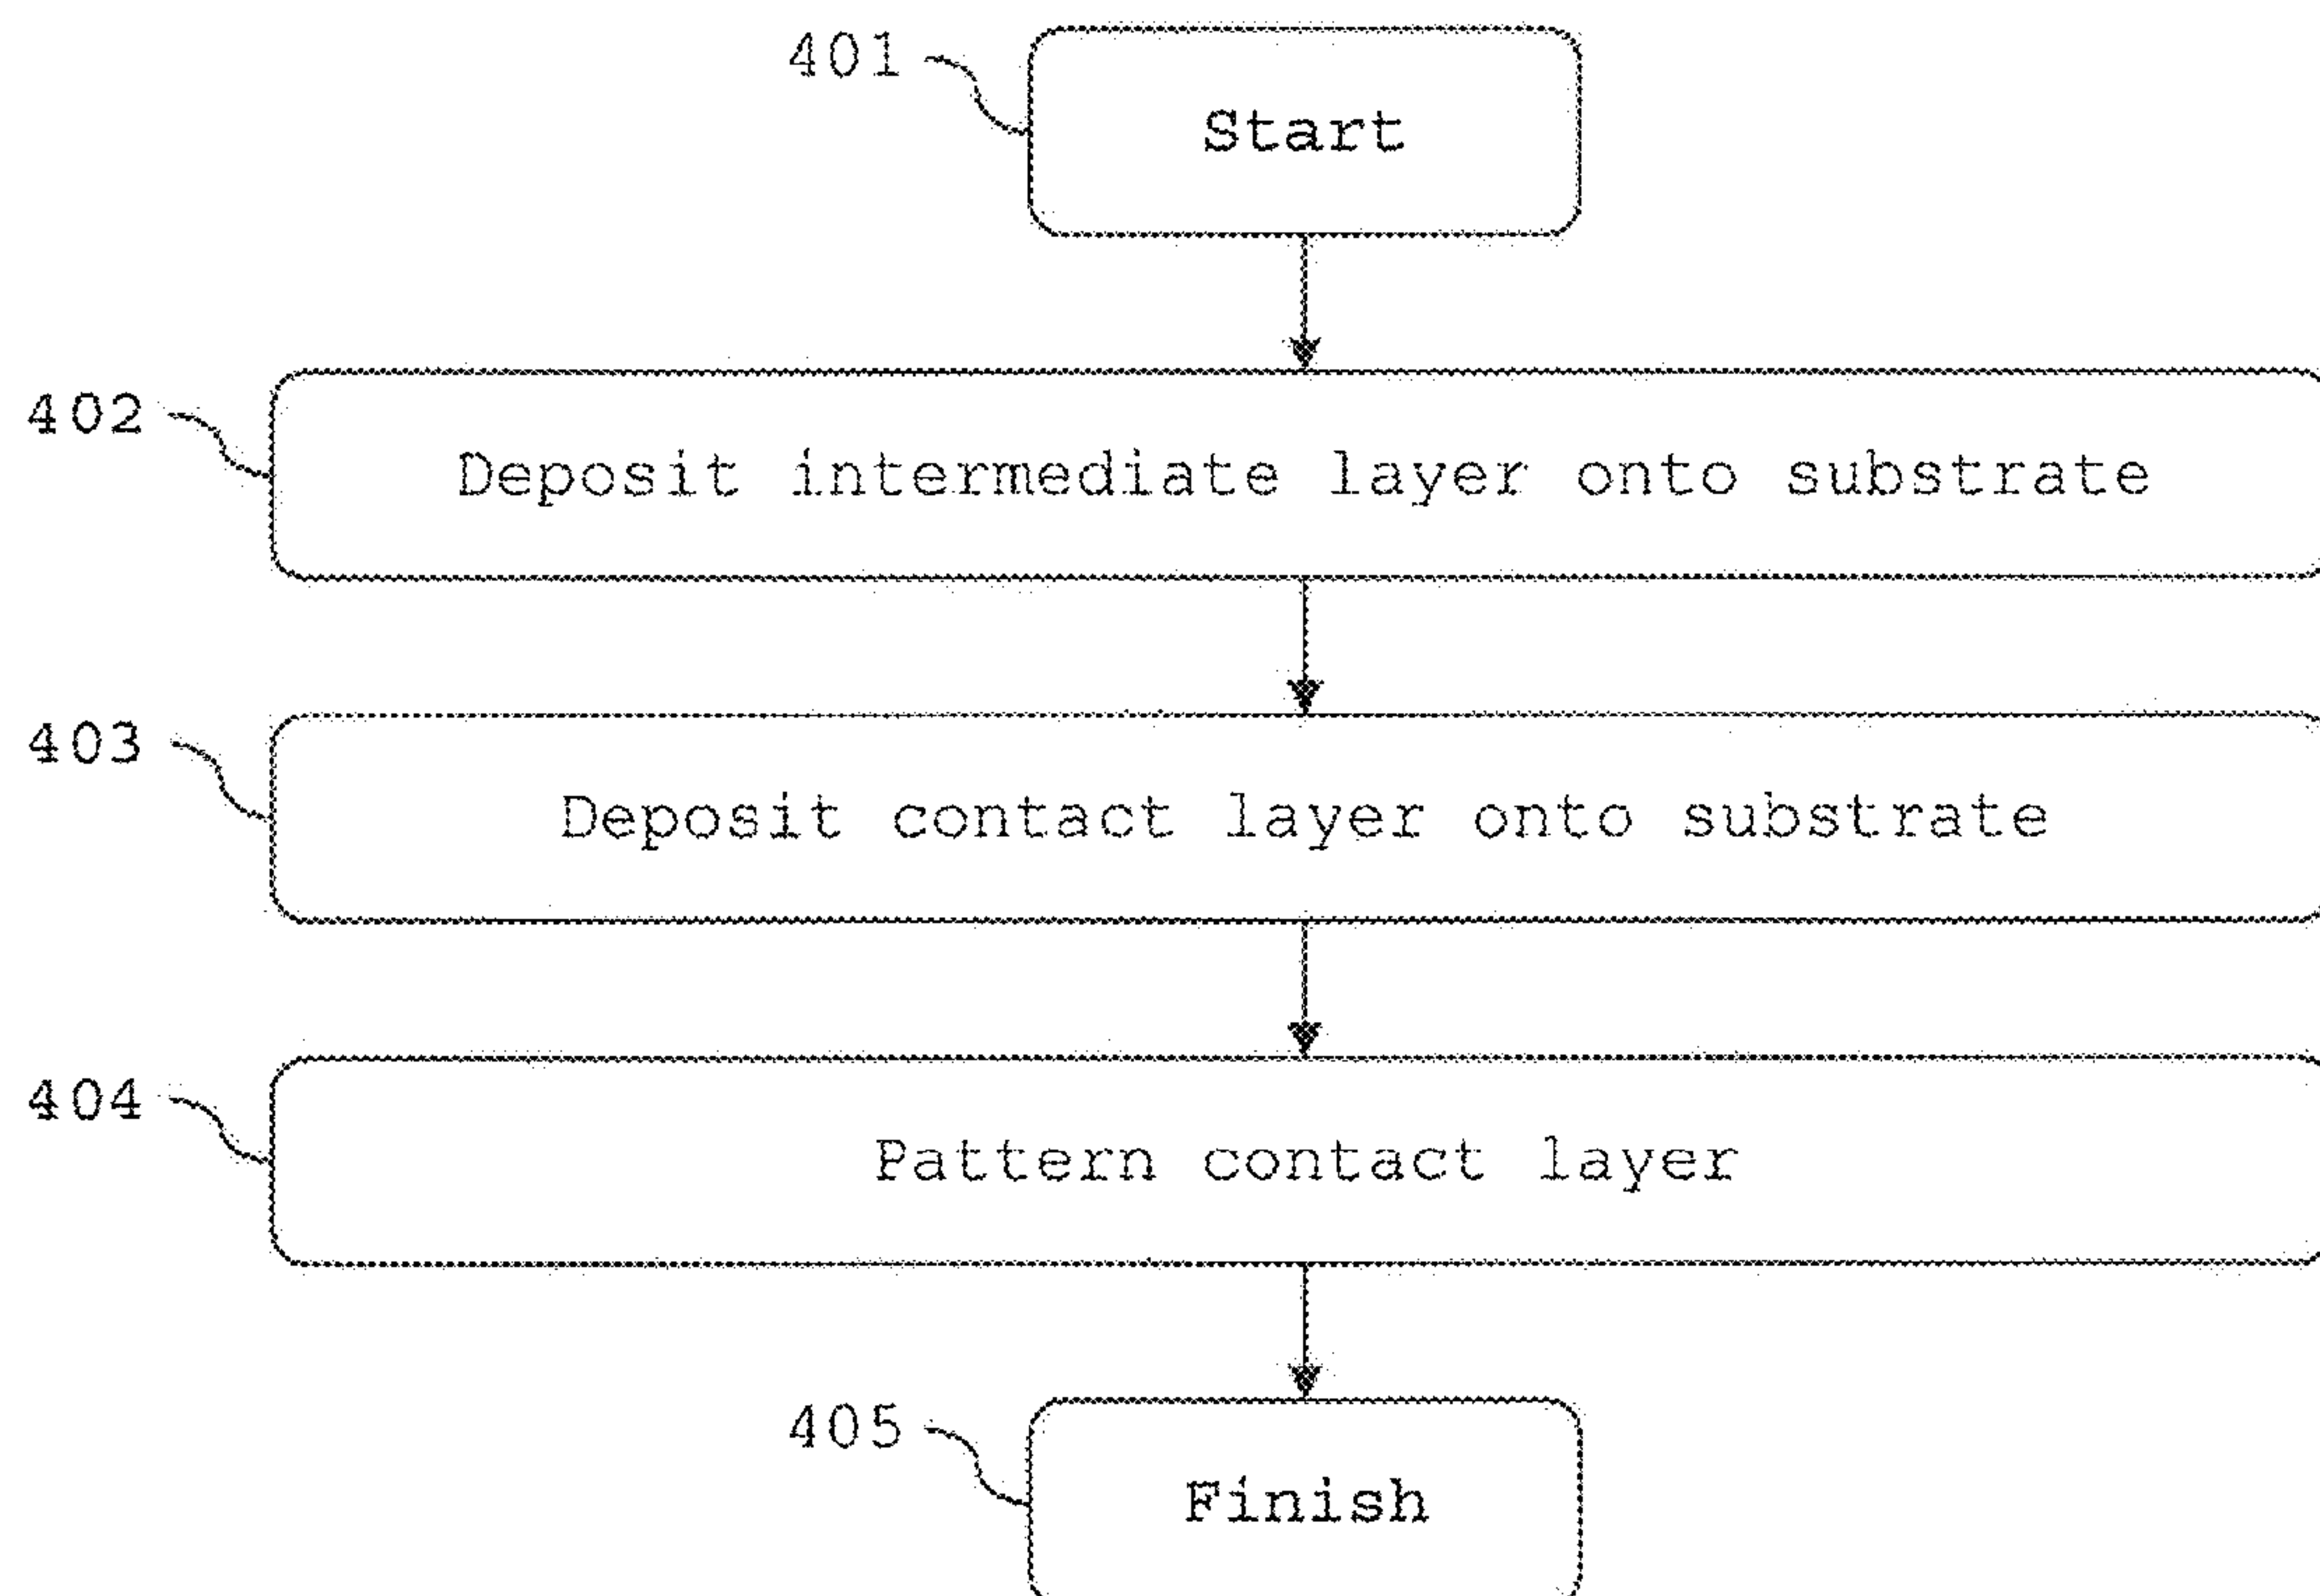 401
Start
402
Deposit intermediate layer onto substrate
403
Deposit contact layer onto substrate
404
Pattern contact layer
405
Finish